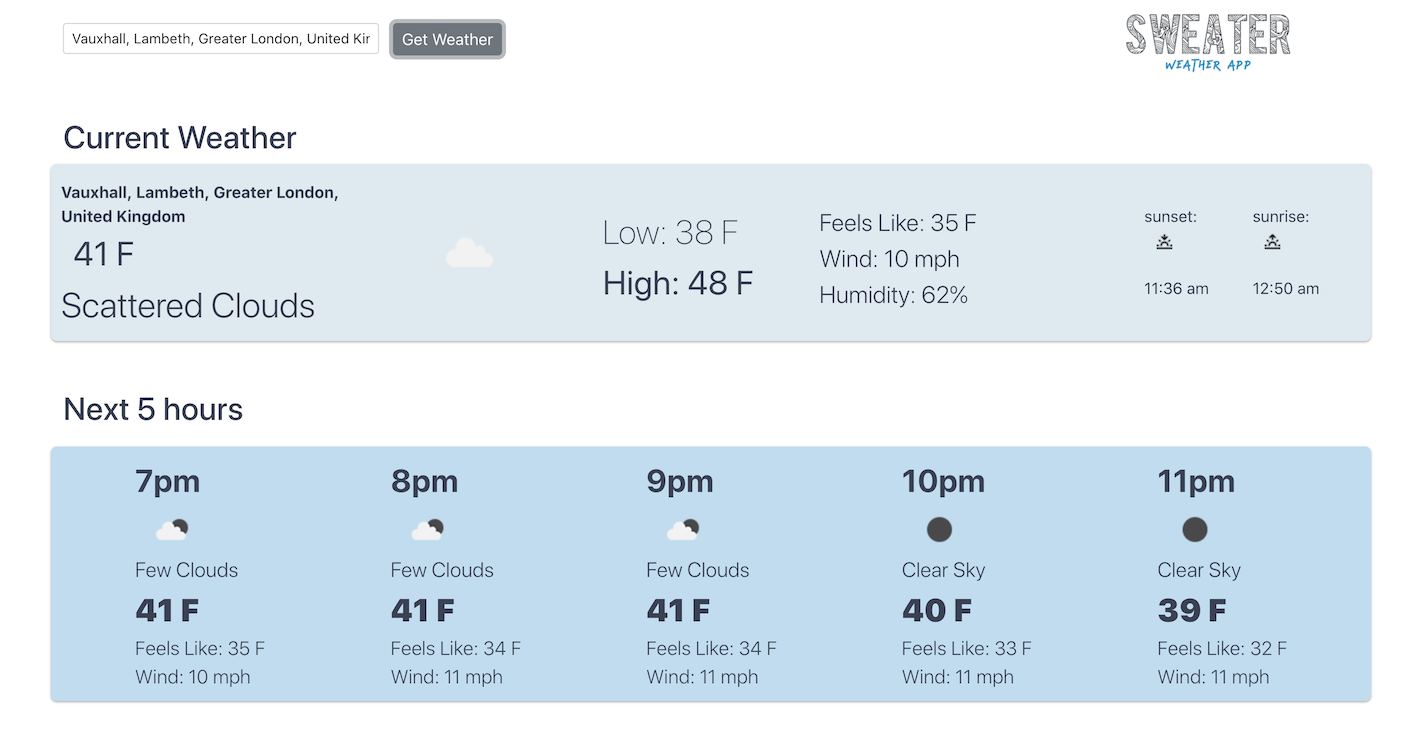 Vauxhall, Lambeth, Greater London, United Kir
Get Weather
SWEATER
WEATHER APP
Current Weather
Vauxhall, Lambeth, Greater London,
United Kingdom
41 F
Scattered Clouds
Low: 38 F
High: 48 F
Feels Like: 35 F
Wind: 10 mph
Humidity: 62%
sunset:
11:36 am
sunrise:
12:50 am
Next 5 hours
7pm
Few Clouds
41 F
Feels Like: 35 F
Wind: 10 mph
8pm
Few Clouds
41 F
Feels Like: 34 F
Wind: 11 mph
9pm
Few Clouds
41 F
Feels Like: 34 F
Wind: 11 mph
10pm
Clear Sky
40 F
Feels Like: 33 F
Wind: 11 mph
11pm
Clear Sky
39 F
Feels Like: 32 F
Wind: 11 mph